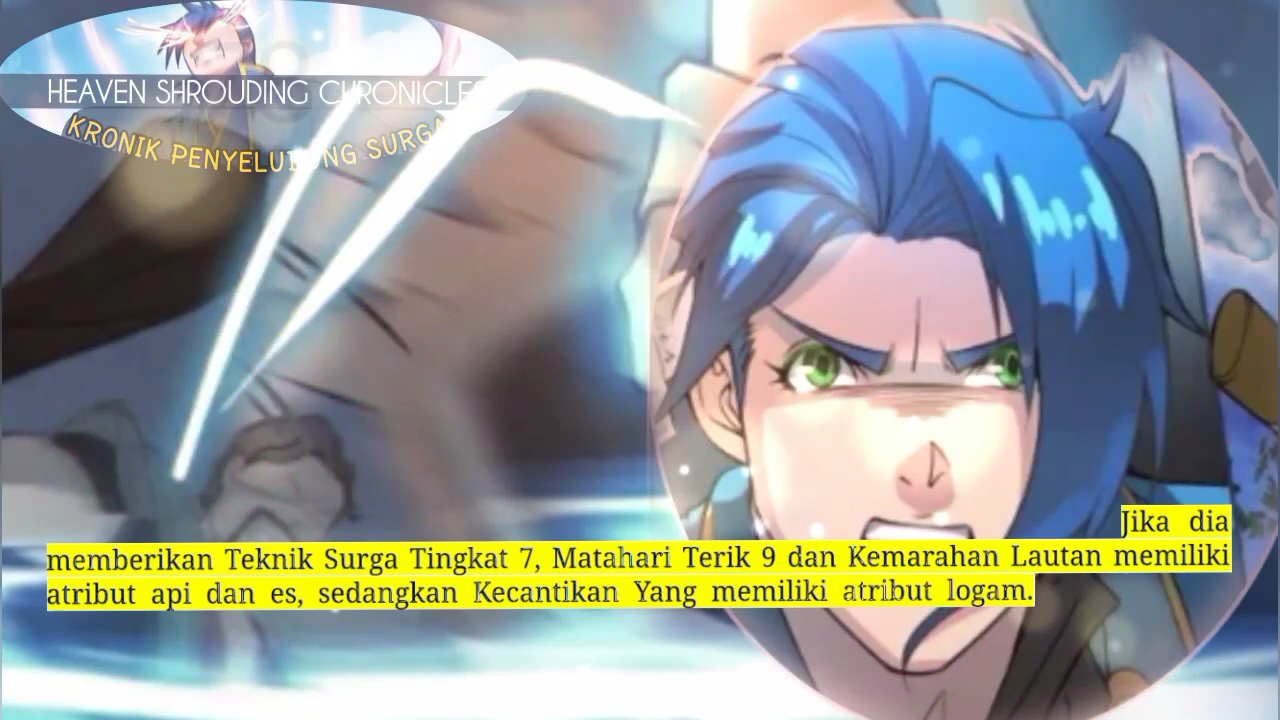 HEAVEN SHROUDING CHRONICLES
KRONIK PENYELUBUNG SURGA
Jika dia
memberikan Teknik Surga Tingkat 7, Matahari Terik 9 dan Kemarahan Lautan memiliki
atribut api dan es, sedangkan Kecantikan Yang memiliki atribut logam.